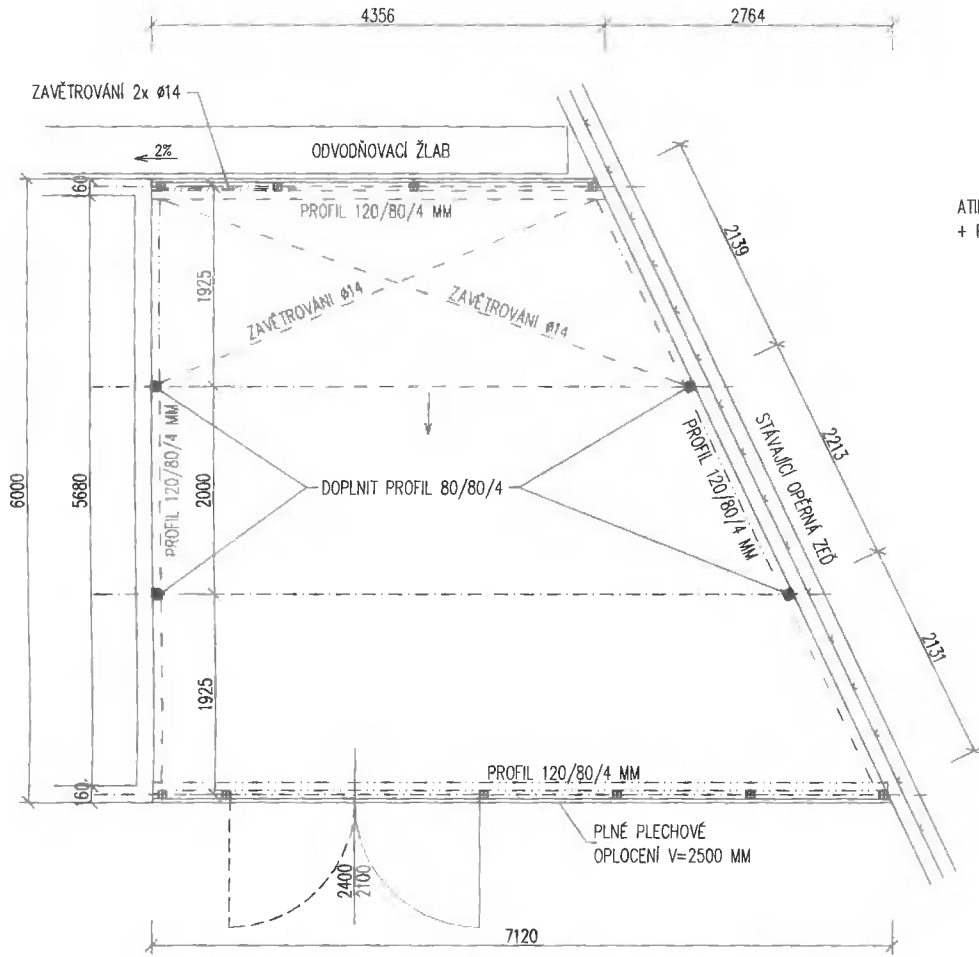 4356
2764
ZAVĚTROVÁNÍ 2x ø14
2%
ODVODŇOVACÍ ŽLAB
160
PROFIL 120/80/4 MM
2139
1925
ZAVĚTROVÁNÍ ø14
ZAVĚTROVÁNÍ ø14
+
6000
5680
PROFIL 120/80/4 MM
2000
DOPLNIT PROFIL 80/80/4
PROFIL 120/80/4 MM
STÁVAJÍCÍ OPĚRNÁ ZEĎ
2213
2131
1925
160
PROFIL 120/80/4 MM
PLNÉ PLECHOVÉ
OPLOCENÍ V=2500 MM
2400
2100
7120